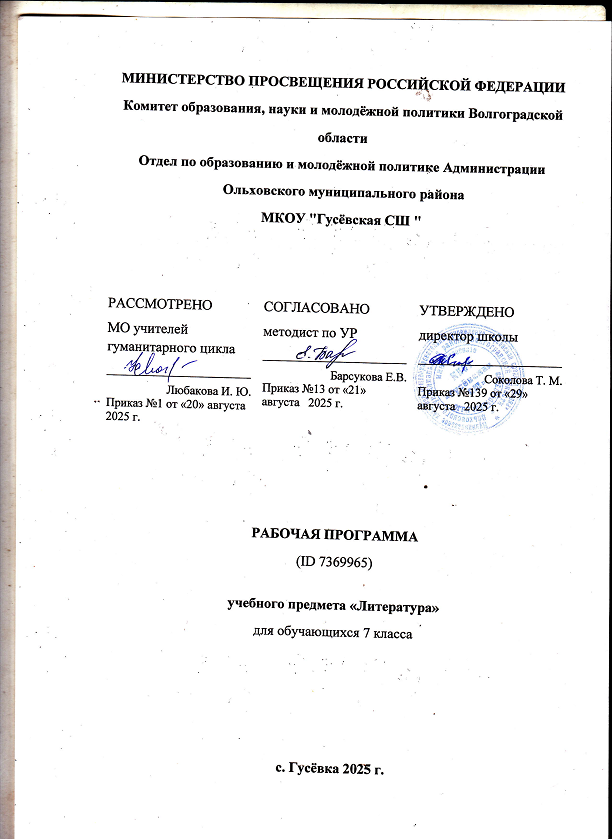 МИНИСТЕРСТВО ПРОСВЕЩЕНИЯ РОССИЙСКОЙ ФЕДЕРАЦИИ
Комитет образования, науки и молодёжной политики Волгоградской
области
Отдел по образованию и молодёжной политике Администрации
Ольховского муниципального района
МКОУ "Гусёвская СШ "
РАССМОТРЕНО
МО учителей
гуманитарного цикла
Любакова И. Ю.
Приказ №1 от «20» августа
2025 г.
СОГЛАСОВАНО
методист по УР
Барсукова Е.В.
Приказ №13 от «21»
августа 2025 г.
УТВЕРЖДЕНО
директор школы
Соколова Т. М.
Приказ №139 от «29»
августа 2025 г.
РАБОЧАЯ ПРОГРАММА
(ID 7369965)
учебного предмета «Литература»
для обучающихся 7 класса
с. Гусёвка 2025 г.